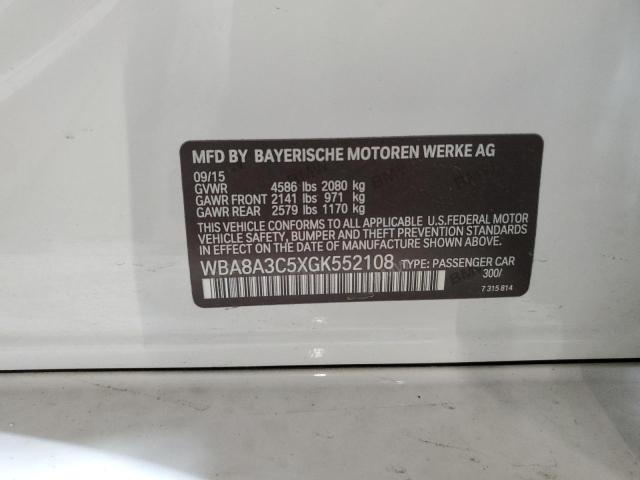 MFD BY BAYERISCHE MOTOREN WERKE AG
09/15
GVWR 4586 lbs 2080 kg
GAWR FRONT 2141 lbs 971 kg
GAWR REAR 2579 lbs 1170 kg
THIS VEHICLE CONFORMS TO ALL APPLICABLE U.S.FEDERAL MOTOR
VEHICLE SAFETY, BUMPER AND THEFT PREVENTION STANDARDS
IN EFFECT ON THE DATE OF MANUFACTURE SHOWN ABOVE.
WBA8A3C5XGK552108 TYPE: PASSENGER CAR
300/
7 315 814